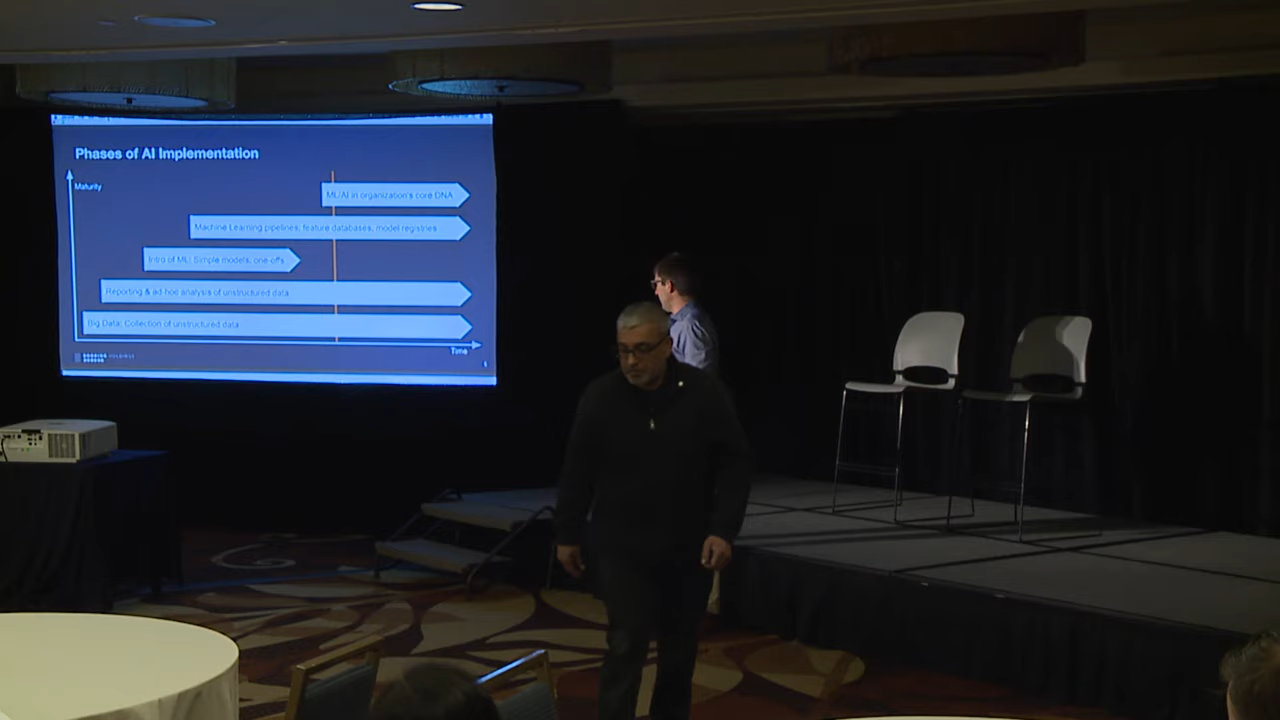 Phases of AI Implementation
Maturity
ML/AI in organization's core DNA
Machine Learning pipelines, feature databases, model registries
Intro of ML: Simple models, one-offs
Reporting & ad-hoc analysis of unstructured data
Big Data: Collection of unstructured data
Time